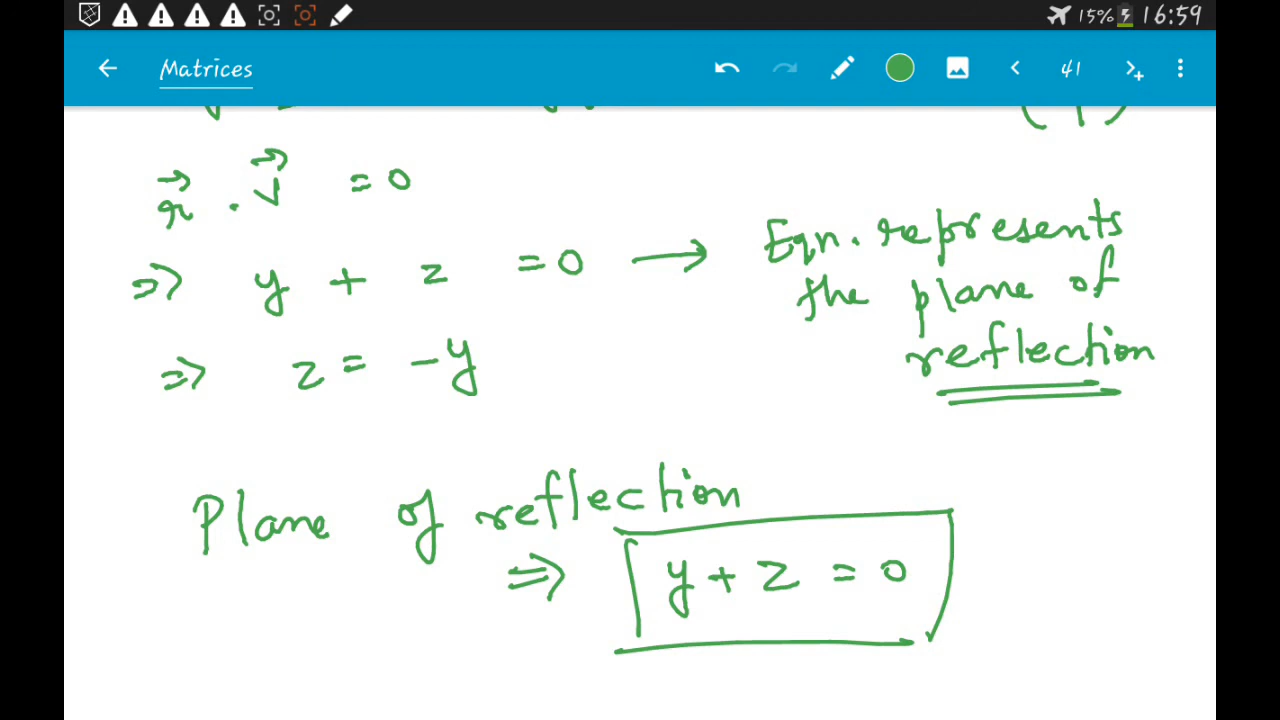 15% 16:59
Matrices 41
r⃗ . v⃗ = 0
⇒ y + z = 0 → Eqn. represents
the plane of
⇒ z = -y reflection
Plane of reflection
⇒ y + z = 0